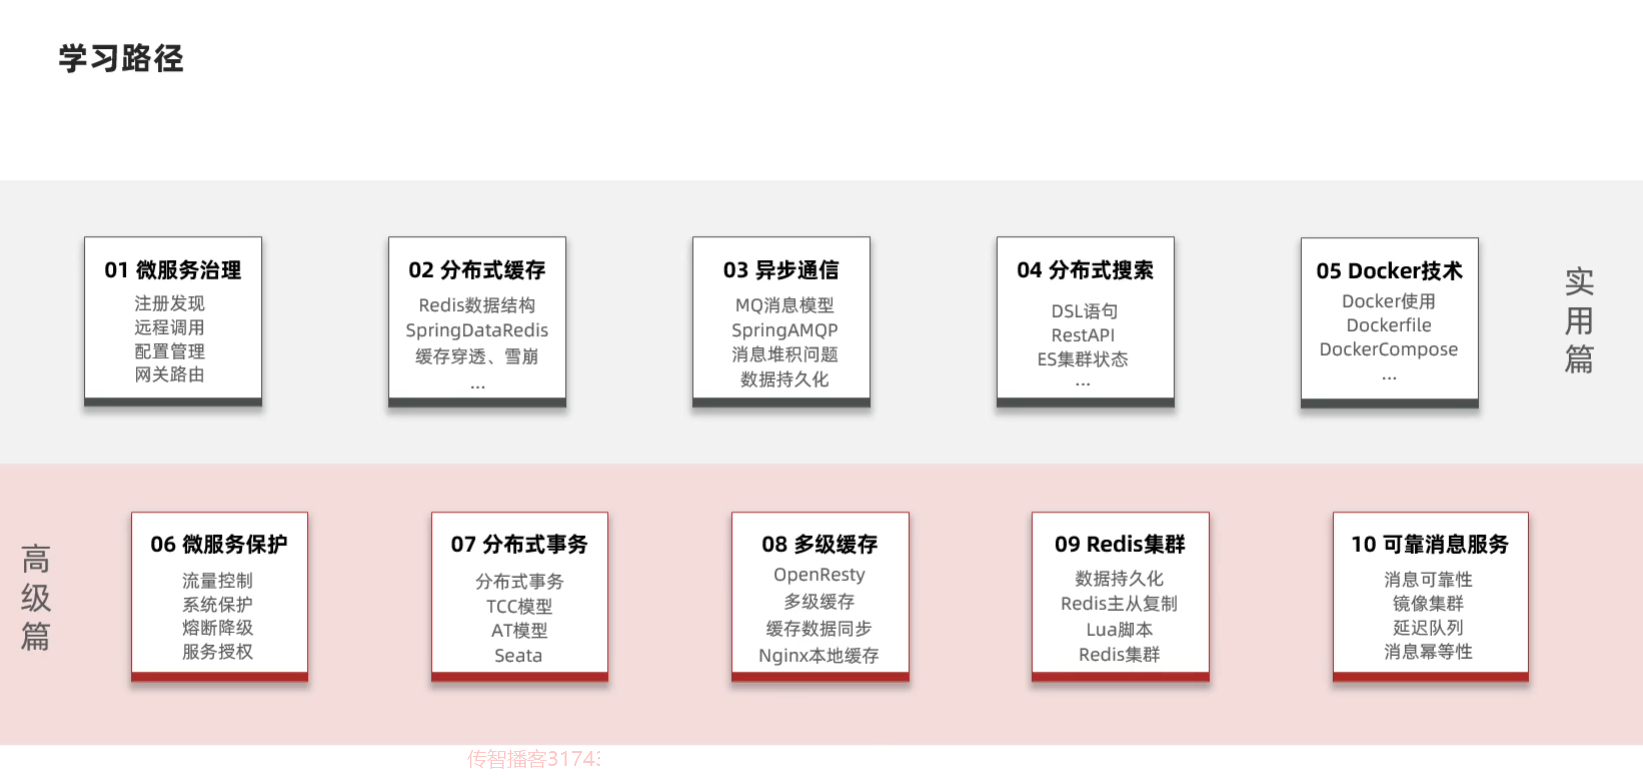 学习路径
01 微服务治理
注册发现
远程调用
配置管理
网关路由
02 分布式缓存
Redis数据结构
SpringDataRedis
缓存穿透、雪崩
...
03 异步通信
MQ消息模型
SpringAMQP
消息堆积问题
数据持久化
04 分布式搜索
DSL语句
RestAPI
ES集群状态
...
05 Docker技术
Docker使用
Dockerfile
DockerCompose
...
实用篇
高级篇
06 微服务保护
流量控制
系统保护
熔断降级
服务授权
07 分布式事务
分布式事务
TCC模型
AT模型
Seata
08 多级缓存
OpenResty
多级缓存
缓存数据同步
Nginx本地缓存
09 Redis集群
数据持久化
Redis主从复制
Lua脚本
Redis集群
10 可靠消息服务
消息可靠性
镜像集群
延迟队列
消息幂等性
传智播客3174